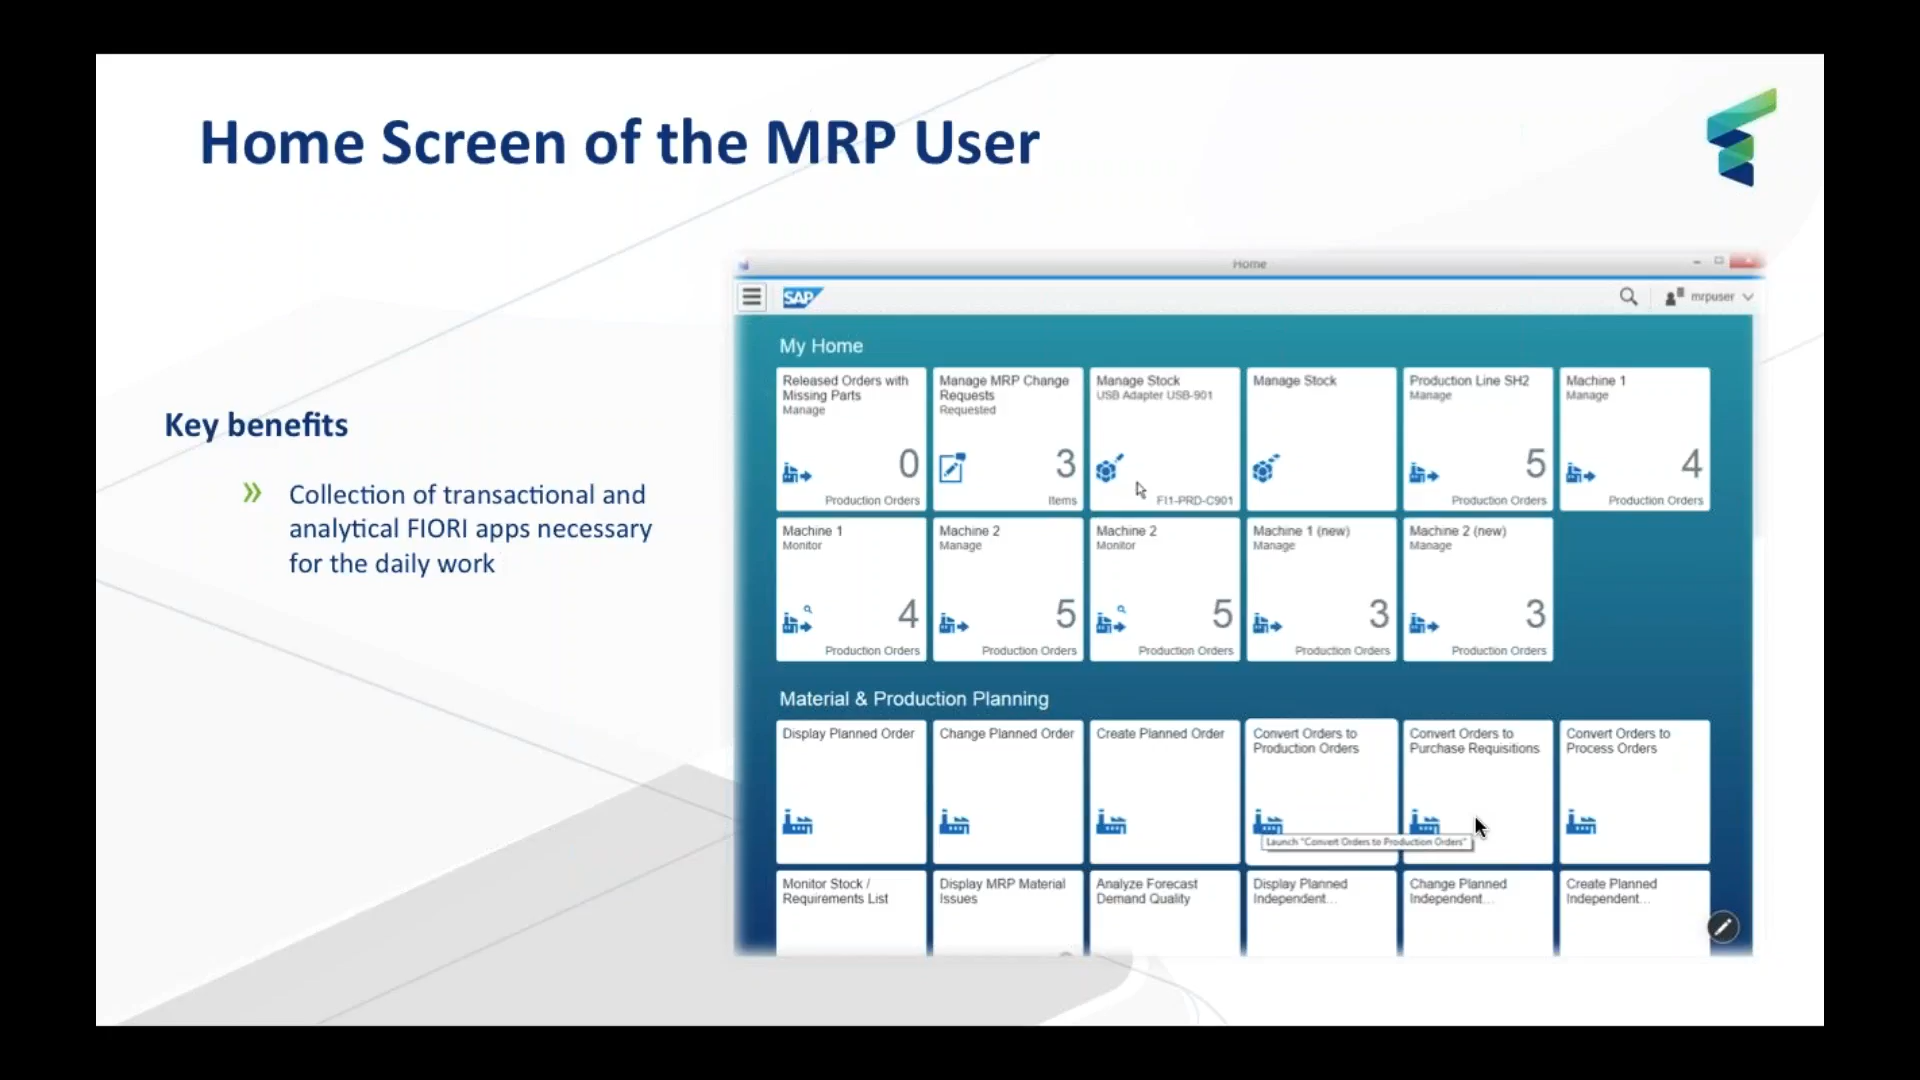 Home Screen of the MRP User
Key benefits
» Collection of transactional and
analytical FIORI apps necessary
for the daily work
Home
SAP
mrpuser
My Home
Released Orders with
Missing Parts
Manage
0
Production Orders
Manage MRP Change
Requests
Requested
3
Items
Manage Stock
USB Adapter USB-901
FI1-PRD-C901
Manage Stock
Production Line SH2
Manage
5
Production Orders
Machine 1
Manage
4
Production Orders
Machine 1
Monitor
4
Production Orders
Machine 2
Manage
5
Production Orders
Machine 2
Monitor
5
Production Orders
Machine 1 (new)
Manage
3
Production Orders
Machine 2 (new)
Manage
3
Production Orders
Material & Production Planning
Display Planned Order
Change Planned Order
Create Planned Order
Convert Orders to
Production Orders
Launch "Convert Orders to Production Orders"
Convert Orders to
Purchase Requisitions
Convert Orders to
Process Orders
Monitor Stock /
Requirements List
Display MRP Material
Issues
Analyze Forecast
Demand Quality
Display Planned
Independent...
Change Planned
Independent...
Create Planned
Independent...